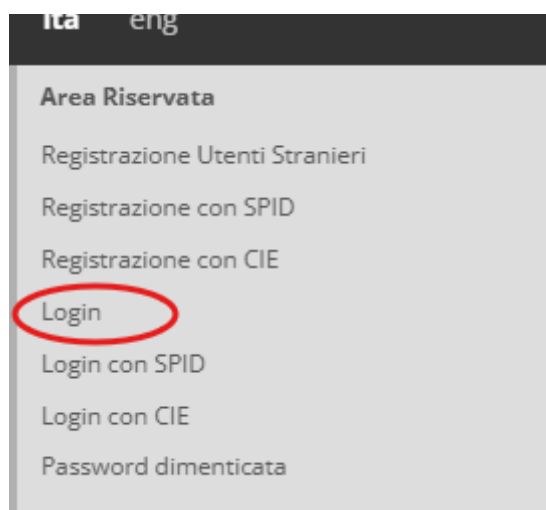 ita eng
Area Riservata
Registrazione Utenti Stranieri
Registrazione con SPID
Registrazione con CIE
Login
Login con SPID
Login con CIE
Password dimenticata